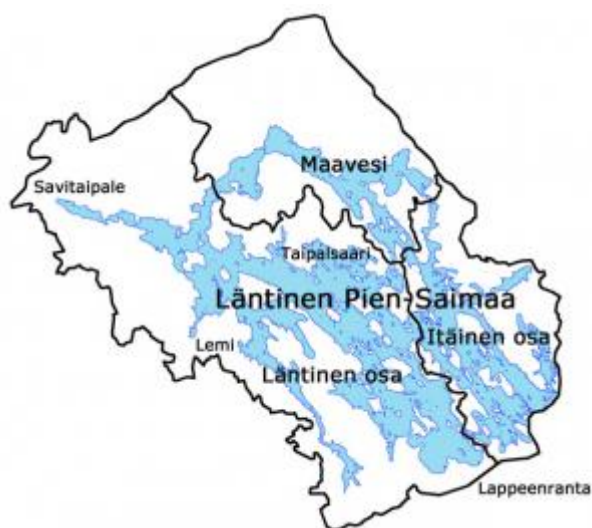 Maavesi
Savitaipale
Taipalsaari
Läntinen Pien-Saimaa
Itäinen osa
Lemi
Läntinen osa
Lappeenranta